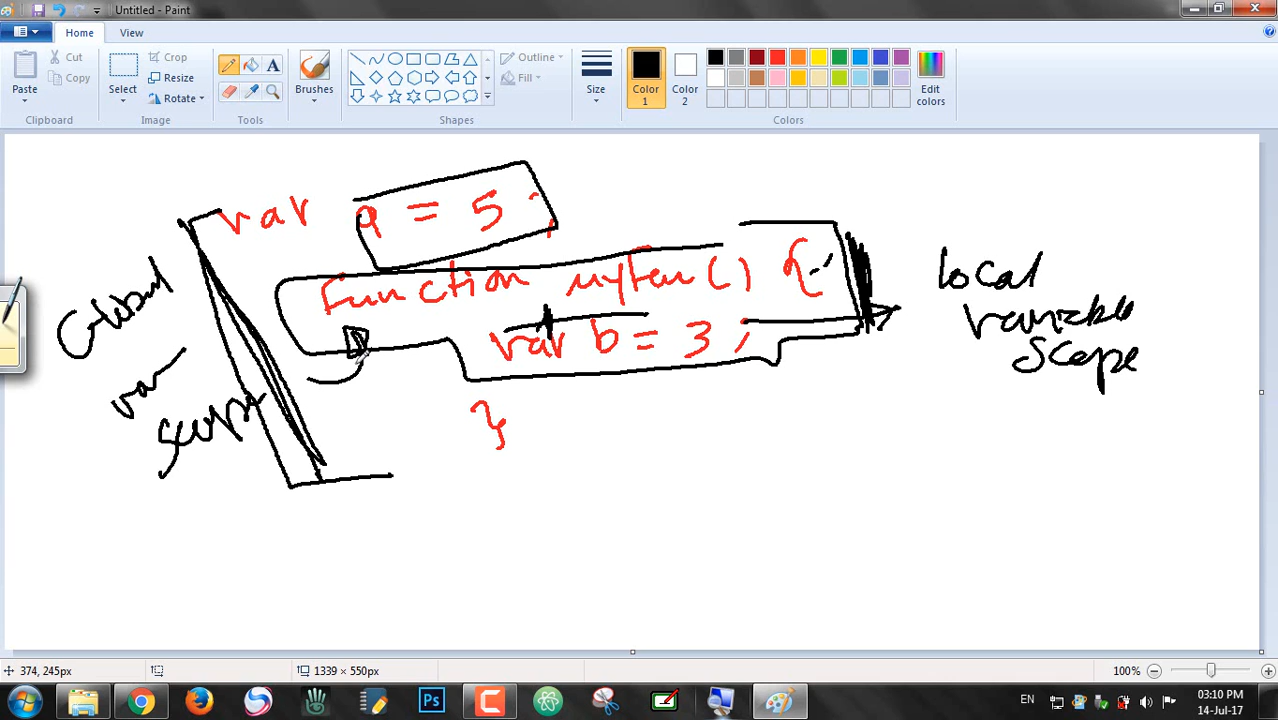 Untitled - Paint
Home
View
Paste
Cut
Copy
Clipboard
Select
Crop
Resize
Rotate
Image
Tools
Brushes
Shapes
Outline
Fill
Size
Color 1
Color 2
Edit colors
Colors
var a = 5 ;
function myfun() {
var b = 3 ;
}
Global
var
scope
local
variable
scope
374, 245px
1339 × 550px
100%
Ps
C
EN
03:10 PM
14-Jul-17